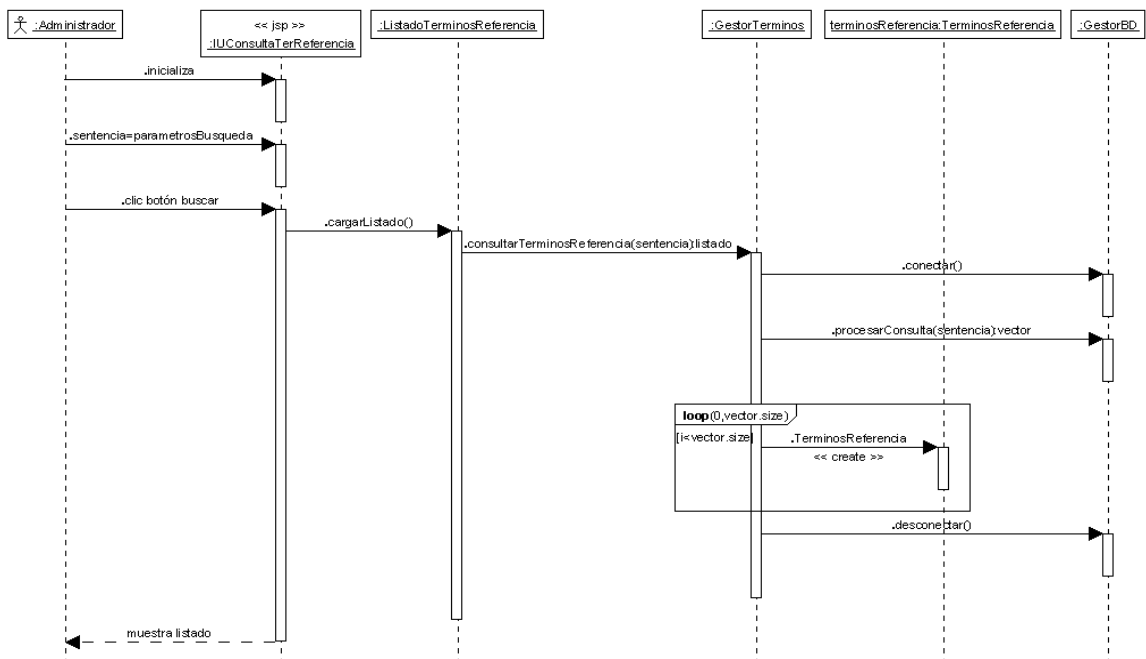 :Administrador
<< jsp >>
:IUConsultaTerReferencia
:ListadoTerminosReferencia
:GestorTerminos
terminosReferencia:TerminosReferencia
:GestorBD
.inicializa
.sentencia=parametrosBusqueda
.clic botón buscar
.cargarListado()
.consultarTerminosReferencia(sentencia):listado
.conectar()
.procesarConsulta(sentencia):vector
loop(0,vector.size)
[i<vector.size]
.TerminosReferencia
<< create >>
.desconectar()
muestra listado